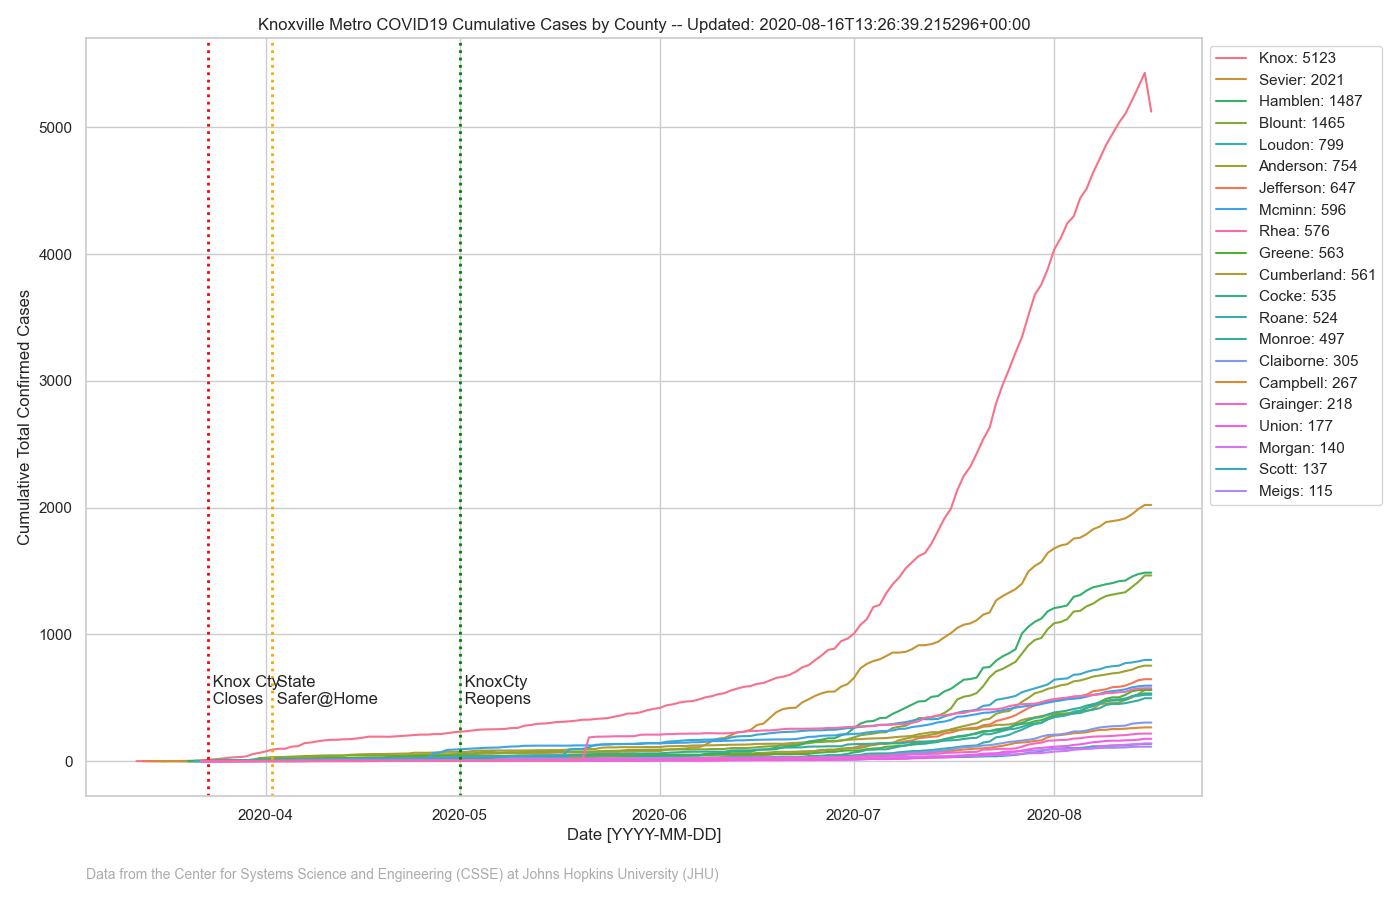 Knoxville Metro COVID19 Cumulative Cases by County -- Updated: 2020-08-16T13:26:39.215296+00:00
Cumulative Total Confirmed Cases
5000
4000
3000
2000
1000
0
Knox Cty
Closes
State
Safer@Home
KnoxCty
Reopens
2020-04
2020-05
2020-06
2020-07
2020-08
Date [YYYY-MM-DD]
Knox: 5123
Sevier: 2021
Hamblen: 1487
Blount: 1465
Loudon: 799
Anderson: 754
Jefferson: 647
Mcminn: 596
Rhea: 576
Greene: 563
Cumberland: 561
Cocke: 535
Roane: 524
Monroe: 497
Claiborne: 305
Campbell: 267
Grainger: 218
Union: 177
Morgan: 140
Scott: 137
Meigs: 115
Data from the Center for Systems Science and Engineering (CSSE) at Johns Hopkins University (JHU)